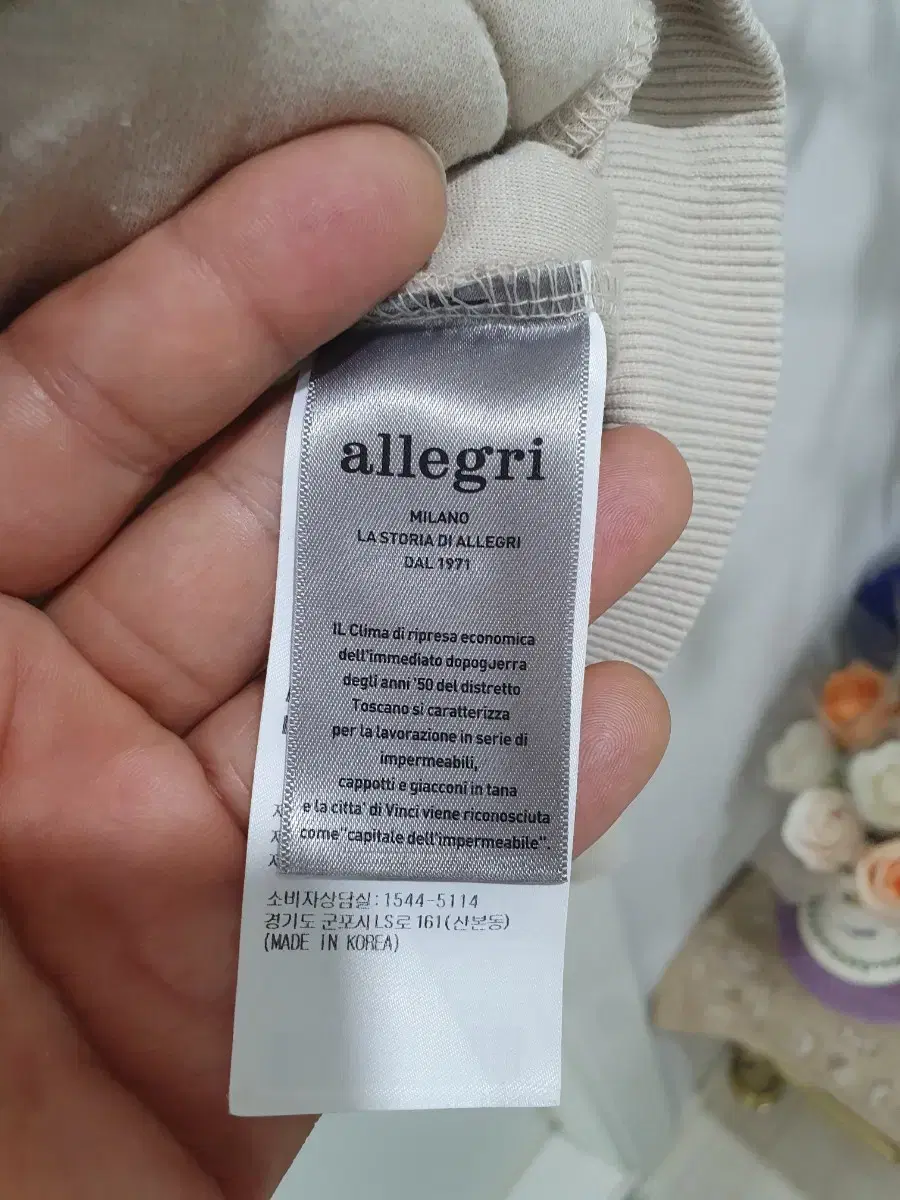 allegri
MILANO
LA STORIA DI ALLEGRI
DAL 1971
IL Clima di ripresa economica
dell'immediato dopoguerra
degli anni '50 del distretto
Toscano si caratterizza
per la lavorazione in serie di
impermeabili,
cappotti e giacconi in tana
e la citta' di Vinci viene riconosciuta
come "capitale dell'impermeabile".
소비자상담실: 1544-5114
경기도 군포시 LS로 161(산본동)
(MADE IN KOREA)